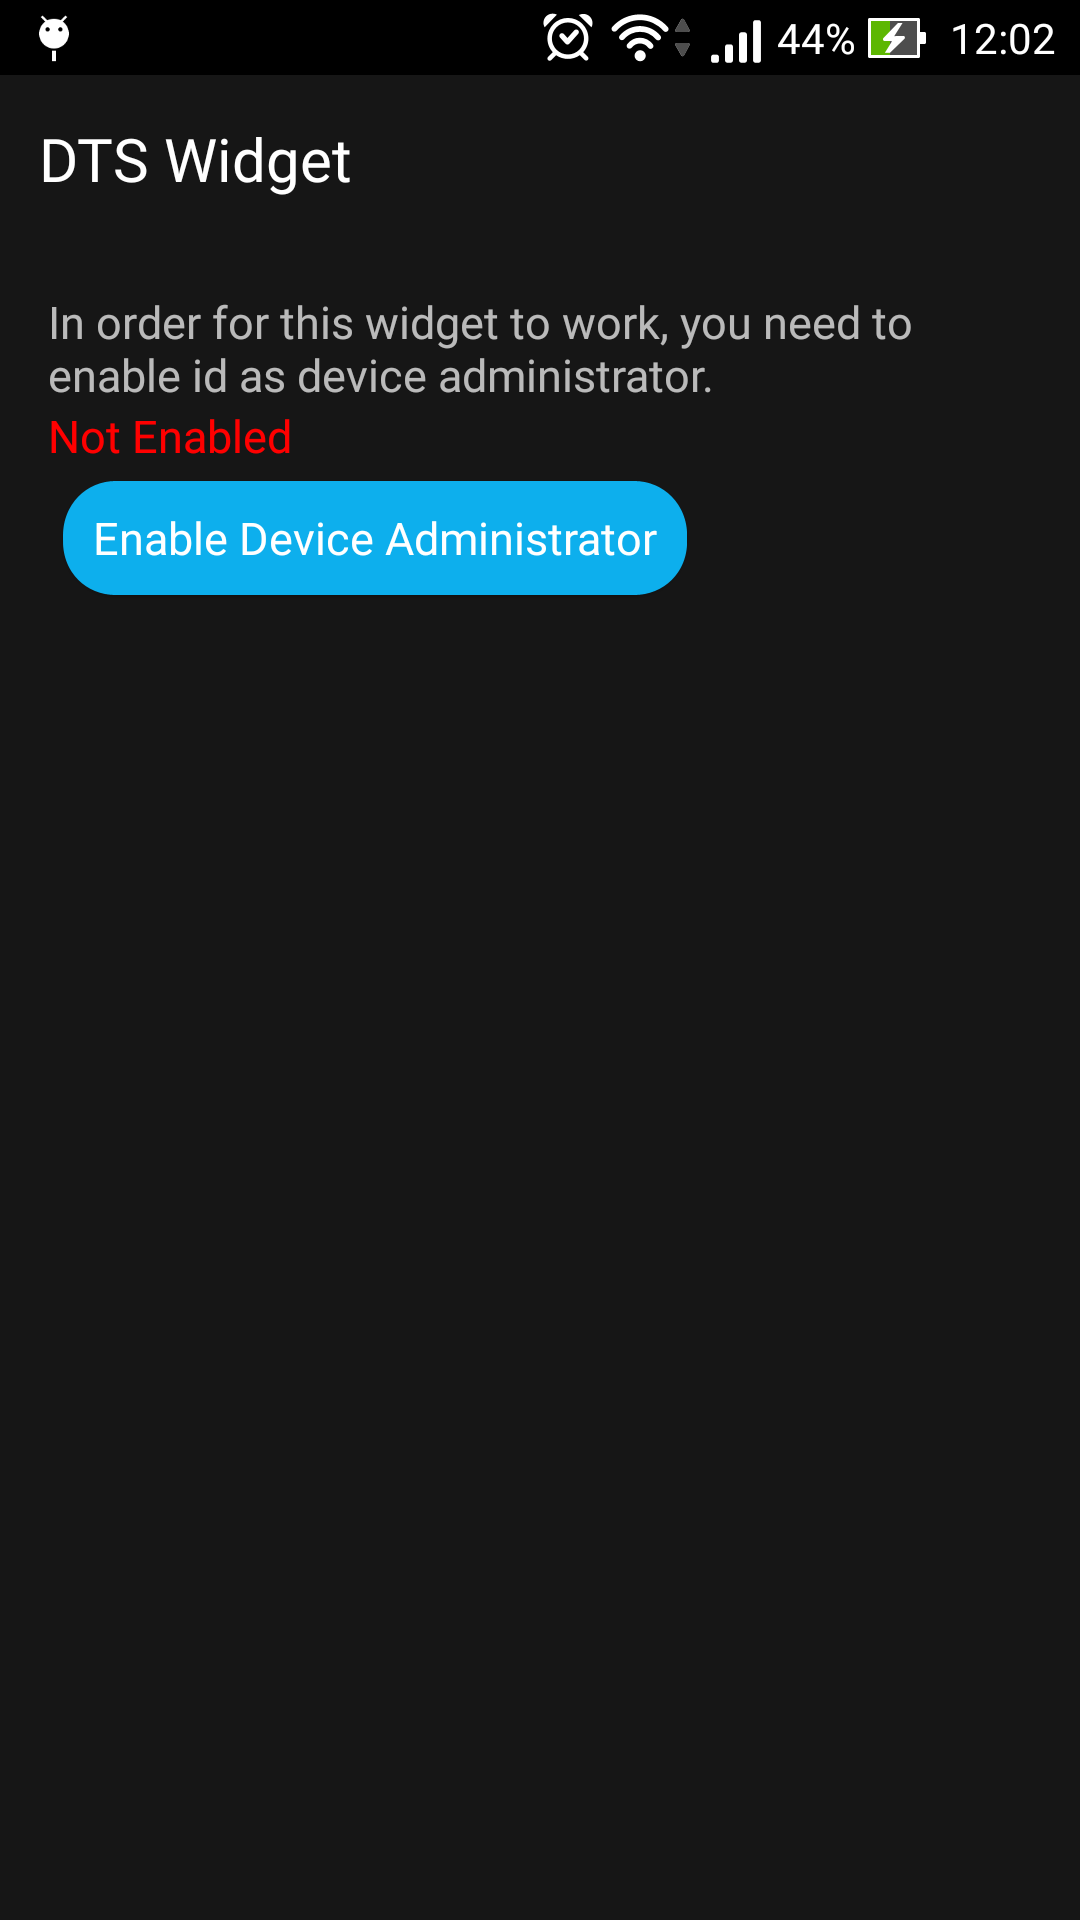 44% 12:02
DTS Widget
In order for this widget to work, you need to
enable id as device administrator.
Not Enabled
Enable Device Administrator